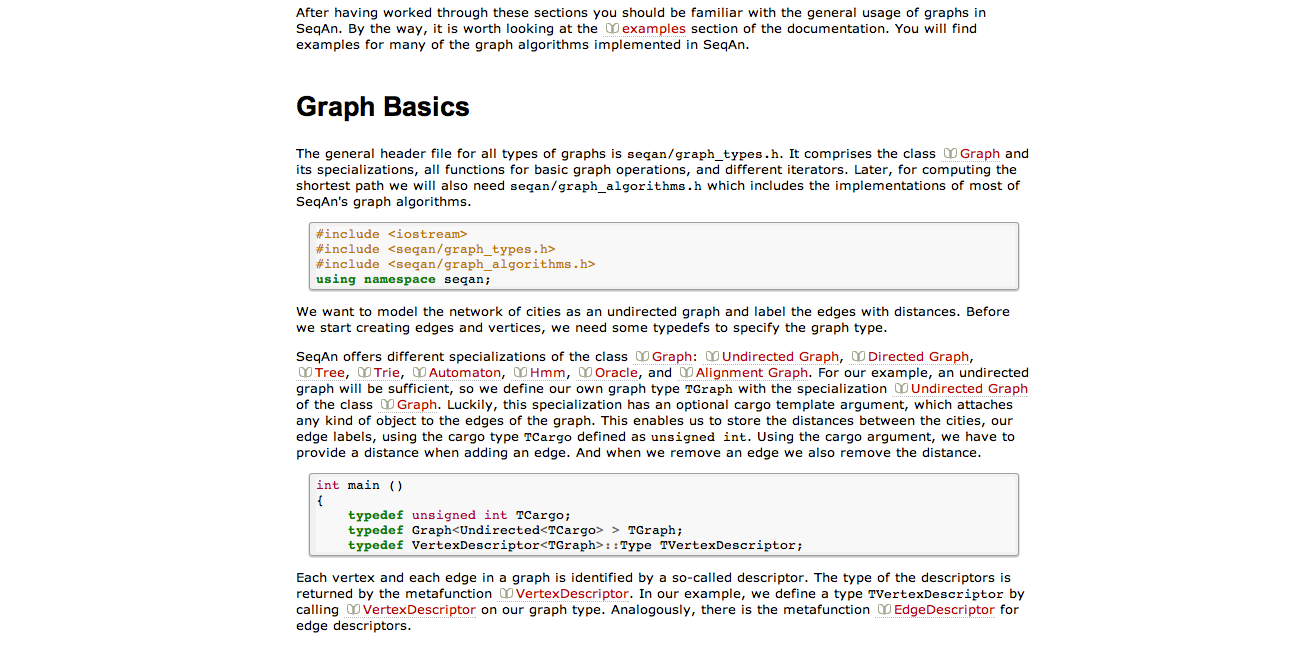 After having worked through these sections you should be familiar with the general usage of graphs in
SeqAn. By the way, it is worth looking at the examples section of the documentation. You will find
examples for many of the graph algorithms implemented in SeqAn.
Graph Basics
The general header file for all types of graphs is seqan/graph_types.h. It comprises the class Graph and
its specializations, all functions for basic graph operations, and different iterators. Later, for computing the
shortest path we will also need seqan/graph_algorithms.h which includes the implementations of most of
SeqAn's graph algorithms.
#include <iostream>
#include <seqan/graph_types.h>
#include <seqan/graph_algorithms.h>
using namespace seqan;
We want to model the network of cities as an undirected graph and label the edges with distances. Before
we start creating edges and vertices, we need some typedefs to specify the graph type.
SeqAn offers different specializations of the class Graph: Undirected Graph, Directed Graph,
Tree, Trie, Automaton, Hmm, Oracle, and Alignment Graph. For our example, an undirected
graph will be sufficient, so we define our own graph type TGraph with the specialization Undirected Graph
of the class Graph. Luckily, this specialization has an optional cargo template argument, which attaches
any kind of object to the edges of the graph. This enables us to store the distances between the cities, our
edge labels, using the cargo type TCargo defined as unsigned int. Using the cargo argument, we have to
provide a distance when adding an edge. And when we remove an edge we also remove the distance.
int main ()
{
    typedef unsigned int TCargo;
    typedef Graph<Undirected<TCargo> > TGraph;
    typedef VertexDescriptor<TGraph>::Type TVertexDescriptor;
Each vertex and each edge in a graph is identified by a so-called descriptor. The type of the descriptors is
returned by the metafunction VertexDescriptor. In our example, we define a type TVertexDescriptor by
calling VertexDescriptor on our graph type. Analogously, there is the metafunction EdgeDescriptor for
edge descriptors.